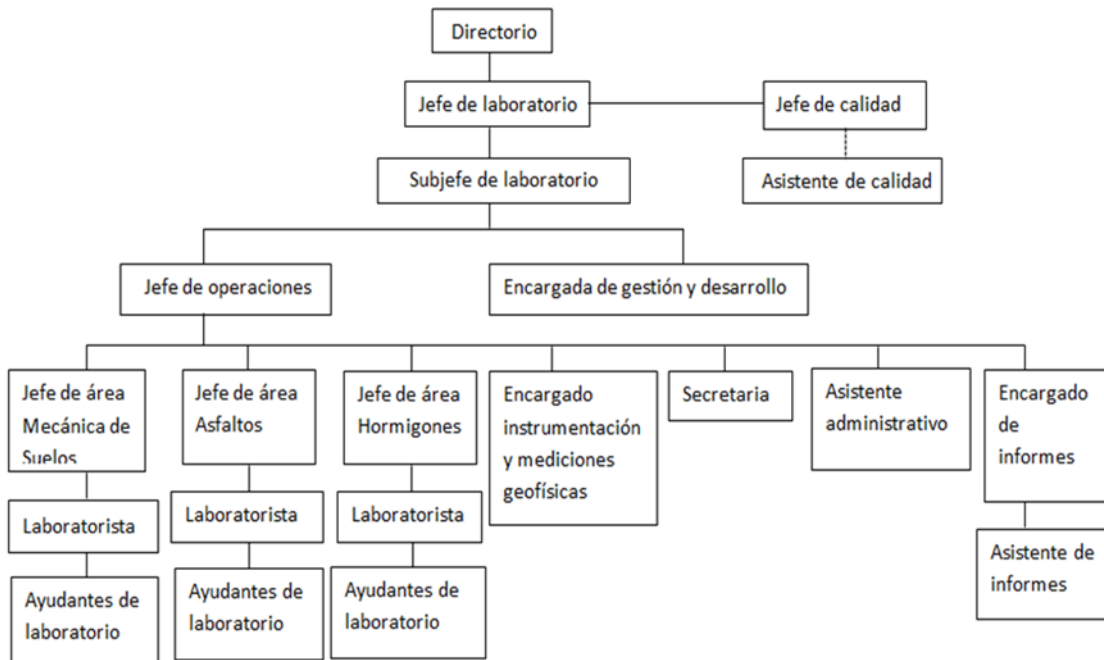 Directorio
Jefe de laboratorio
Jefe de calidad
Subjefe de laboratorio
Asistente de calidad
Jefe de operaciones
Encargada de gestión y desarrollo
Jefe de área
Mecánica de
Suelos
Jefe de área
Asfaltos
Jefe de área
Hormigones
Encargado
instrumentación
y mediciones
geofísicas
Secretaria
Asistente
administrativo
Encargado
de
informes
Laboratorista
Laboratorista
Laboratorista
Asistente de
informes
Ayudantes de
laboratorio
Ayudantes de
laboratorio
Ayudantes de
laboratorio